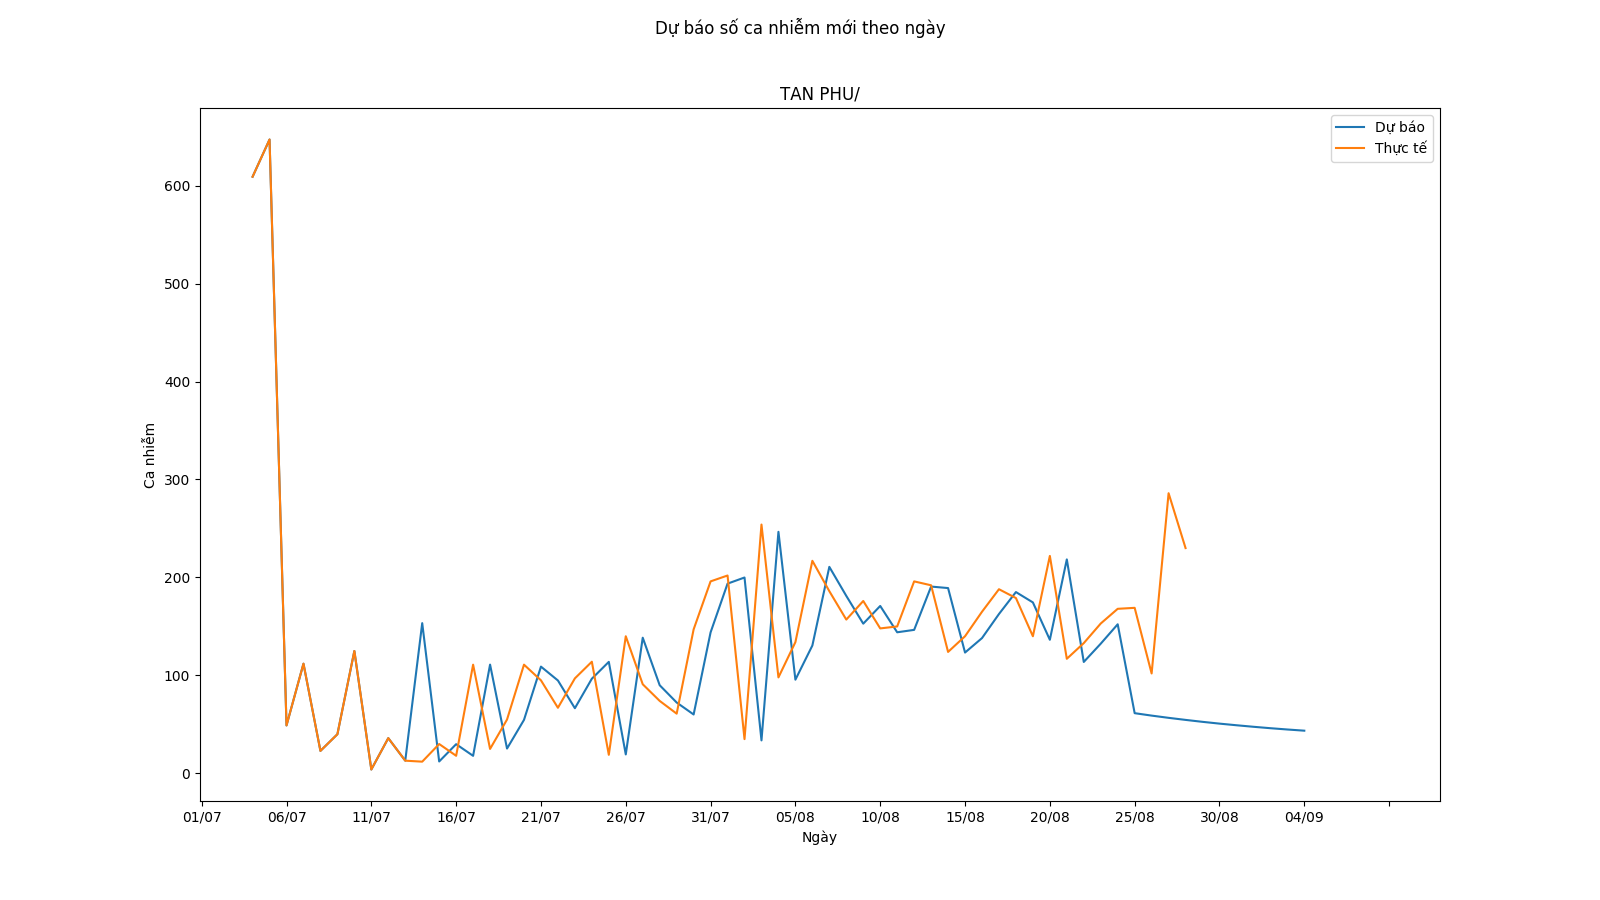 Dự báo số ca nhiễm mới theo ngày
TAN PHU/
Dự báo
Thực tế
600
500
400
300
200
100
0
Ca nhiễm
01/07 06/07 11/07 16/07 21/07 26/07 31/07 05/08 10/08 15/08 20/08 25/08 30/08 04/09
Ngày